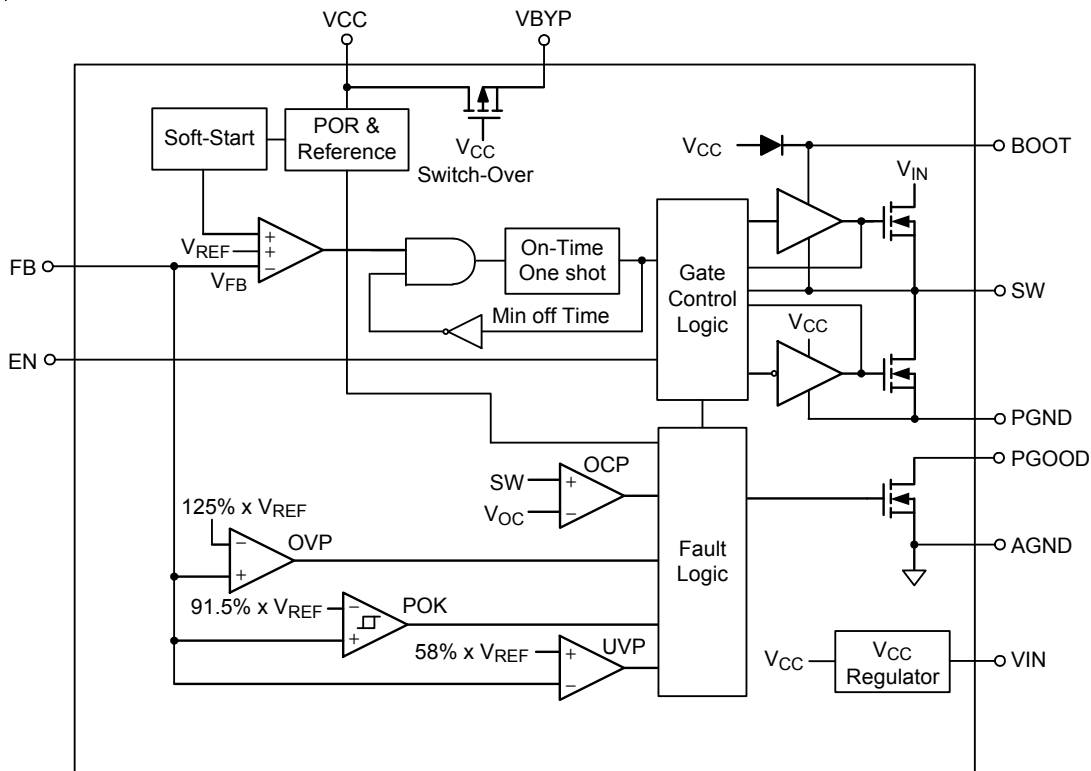 VCC
VBYP
Soft-Start
POR &
Reference
VCC
Switch-Over
VCC
BOOT
VIN
+
VREF
+
−
VFB
FB
On-Time
One shot
Min off Time
Gate
Control
Logic
SW
EN
VCC
PGND
PGOOD
SW
+
OCP
VOC
−
125% x VREF
−
OVP
+
Fault
Logic
AGND
91.5% x VREF
−
POK
+
58% x VREF
+
UVP
−
VCC
VCC
Regulator
VIN